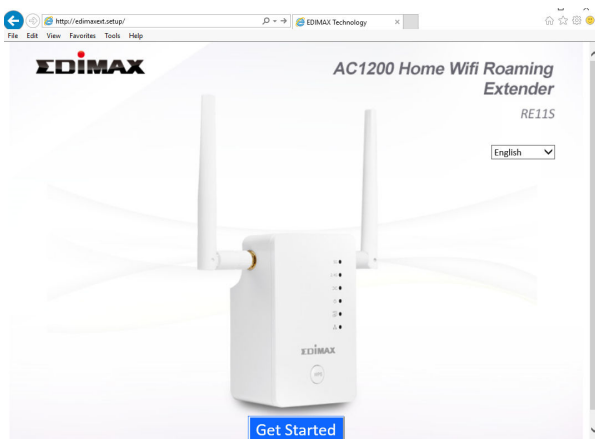 http://edimaxext.setup/
EDIMAX Technology
File Edit View Favorites Tools Help
EDIMAX
AC1200 Home Wifi Roaming
Extender
RE11S
English
EDIMAX
Get Started